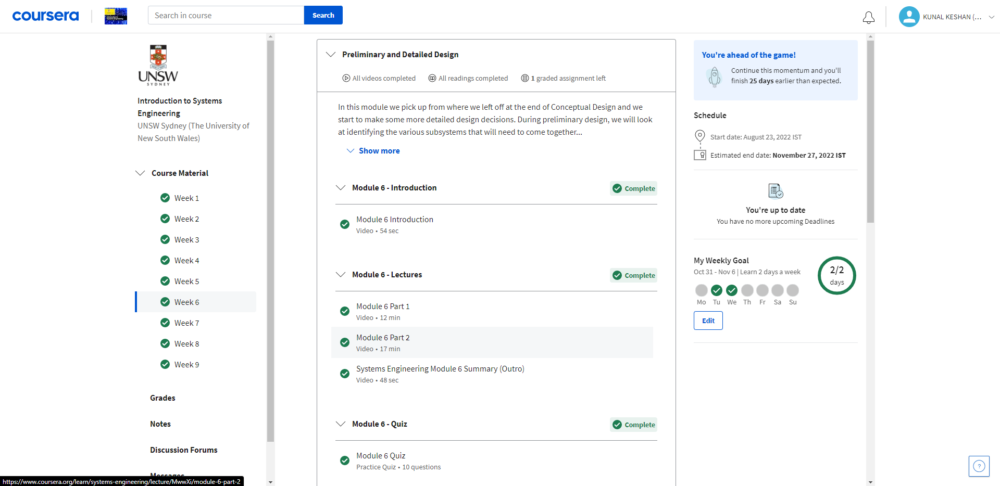 coursera
Search in course
Search
KUNAL KESHAN (...
UNSW
SYDNEY
Introduction to Systems
Engineering
UNSW Sydney (The University of
New South Wales)
Course Material
Week 1
Week 2
Week 3
Week 4
Week 5
Week 6
Week 7
Week 8
Week 9
Grades
Notes
Discussion Forums
Messages
https://www.coursera.org/learn/systems-engineering/lecture/MwwXi/module-6-part-2
Preliminary and Detailed Design
All videos completed
All readings completed
1 graded assignment left
In this module we pick up from where we left off at the end of Conceptual Design and we
start to make some more detailed design decisions. During preliminary design, we will look
at identifying the various subsystems that will need to come together...
Show more
Module 6 - Introduction
Complete
Module 6 Introduction
Video • 54 sec
Module 6 - Lectures
Complete
Module 6 Part 1
Video • 12 min
Module 6 Part 2
Video • 17 min
Systems Engineering Module 6 Summary (Outro)
Video • 48 sec
Module 6 - Quiz
Complete
Module 6 Quiz
Practice Quiz • 10 questions
You're ahead of the game!
Continue this momentum and you'll
finish 25 days earlier than expected.
Schedule
Start date: August 23, 2022 IST
Estimated end date: November 27, 2022 IST
You're up to date
You have no more upcoming Deadlines
My Weekly Goal
Oct 31 - Nov 6 | Learn 2 days a week
2/2
days
Mo Tu We Th Fr Sa Su
Edit
?